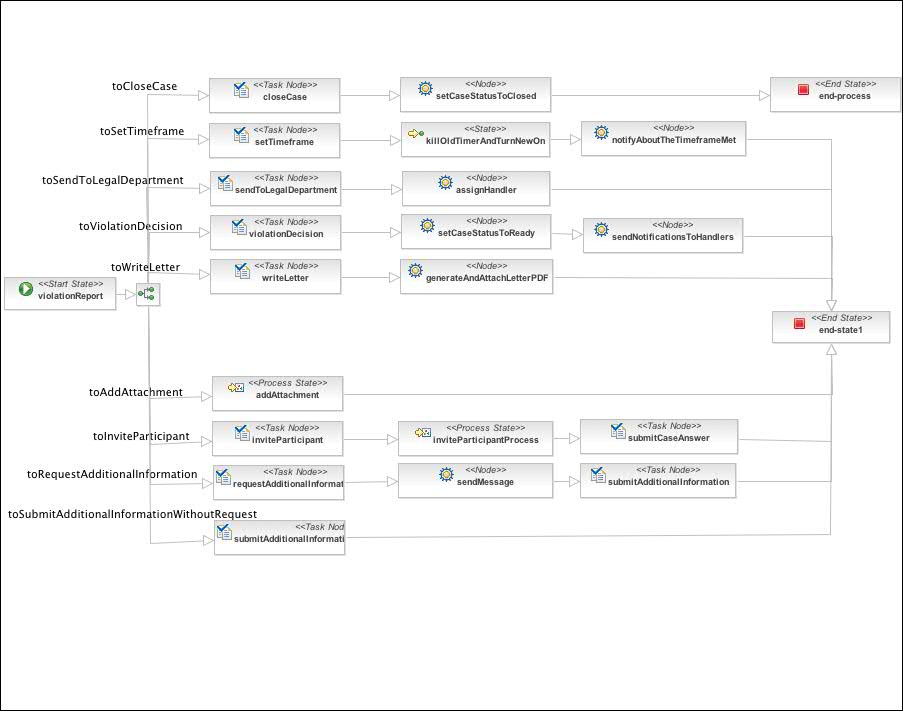 toCloseCase
<<Task Node>>
closeCase
<<Node>>
setCaseStatusToClosed
<<End State>>
end-process
toSetTimeframe
<<Task Node>>
setTimeframe
<<State>>
killOldTimerAndTurnNewOn
<<Node>>
notifyAboutTheTimeframeMet
toSendToLegalDepartment
<<Task Node>>
sendToLegalDepartment
<<Node>>
assignHandler
toViolationDecision
<<Task Node>>
violationDecision
<<Node>>
setCaseStatusToReady
<<Node>>
sendNotificationsToHandlers
toWriteLetter
<<Task Node>>
writeLetter
<<Node>>
generateAndAttachLetterPDF
<<Start State>>
violationReport
<<End State>>
end-state1
toAddAttachment
<<Process State>>
addAttachment
toInviteParticipant
<<Task Node>>
inviteParticipant
<<Process State>>
inviteParticipantProcess
<<Task Node>>
submitCaseAnswer
toRequestAdditionalInformation
<<Task Node>>
requestAdditionalInformat
<<Node>>
sendMessage
<<Task Node>>
submitAdditionalInformation
toSubmitAdditionalInformationWithoutRequest
<<Task Nod
submitAdditionalInformati